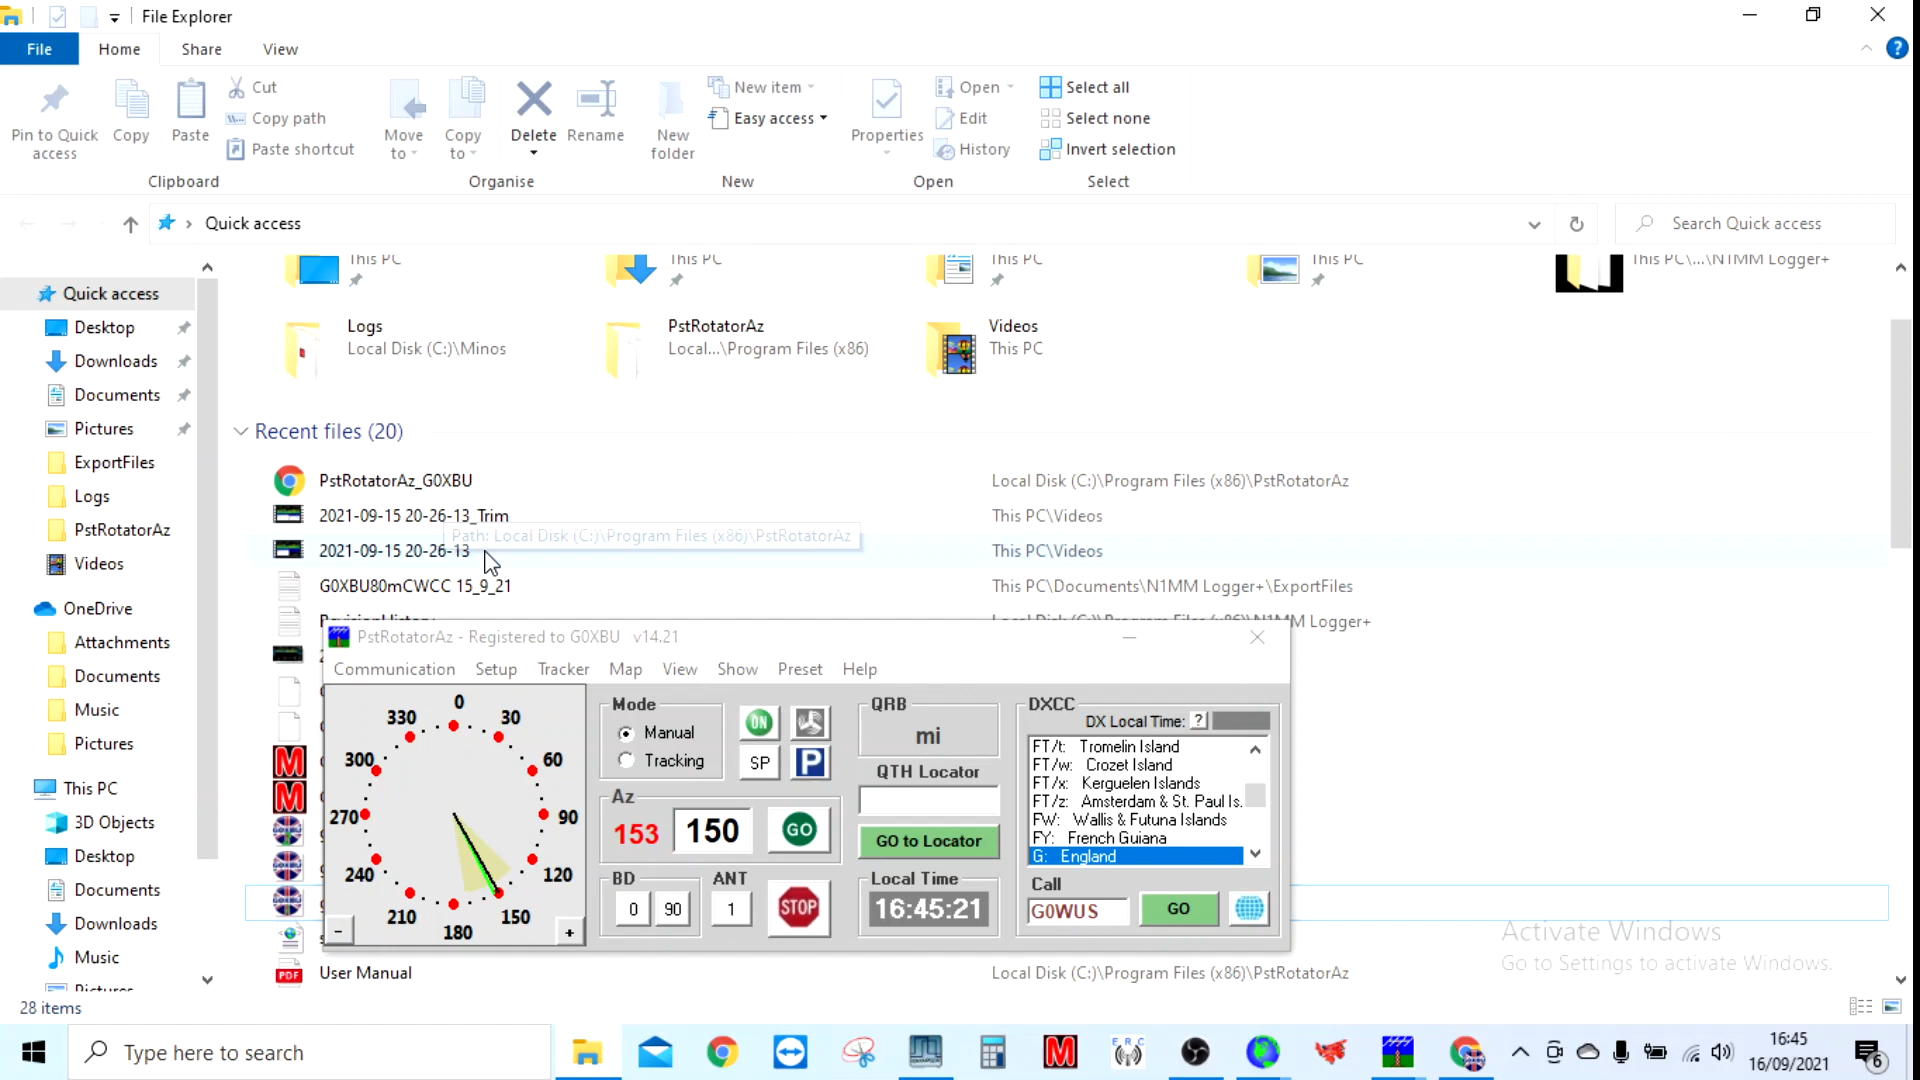 File Explorer
File Home Share View
Pin to Quick access
Copy
Paste
Cut
Copy path
Paste shortcut
Clipboard
Move to
Copy to
Delete
Rename
Organise
New folder
New item
Easy access
New
Properties
Open
Edit
History
Open
Select all
Select none
Invert selection
Select
Quick access
Search Quick access
Quick access
Desktop
Downloads
Documents
Pictures
ExportFiles
Logs
PstRotatorAz
Videos
OneDrive
Attachments
Documents
Music
Pictures
This PC
3D Objects
Desktop
Documents
Downloads
Music
Pictures
This PC
This PC
This PC
This PC
This PC\...\N1MM Logger+
Logs
Local Disk (C:)\Minos
PstRotatorAz
Local...\Program Files (x86)
Videos
This PC
Recent files (20)
PstRotatorAz_G0XBU Local Disk (C:)\Program Files (x86)\PstRotatorAz
2021-09-15 20-26-13_Trim This PC\Videos
Path: Local Disk (C:)\Program Files (x86)\PstRotatorAz
2021-09-15 20-26-13 This PC\Videos
G0XBU80mCWCC 15_9_21 This PC\Documents\N1MM Logger+\ExportFiles
RevisionHistory Local Disk (C:)\Program Files (x86)\N1MM Logger+
PstRotatorAz - Registered to G0XBU v14.21
Communication Setup Tracker Map View Show Preset Help
0
30
60
90
120
150
180
210
240
270
300
330
-
+
Mode
Manual
Tracking
ON
SP
P
Az
153
150
GO
BD
0
90
ANT
1
STOP
QRB
mi
QTH Locator
GO to Locator
Local Time
16:45:21
DXCC
DX Local Time: ?
FT/t: Tromelin Island
FT/w: Crozet Island
FT/x: Kerguelen Islands
FT/z: Amsterdam & St. Paul Is.
FW: Wallis & Futuna Islands
FY: French Guiana
G: England
Call
G0WUS
GO
User Manual Local Disk (C:)\Program Files (x86)\PstRotatorAz
PDF
Activate Windows
Go to Settings to activate Windows.
28 items
Type here to search
M
E R C
16:45
16/09/2021
6